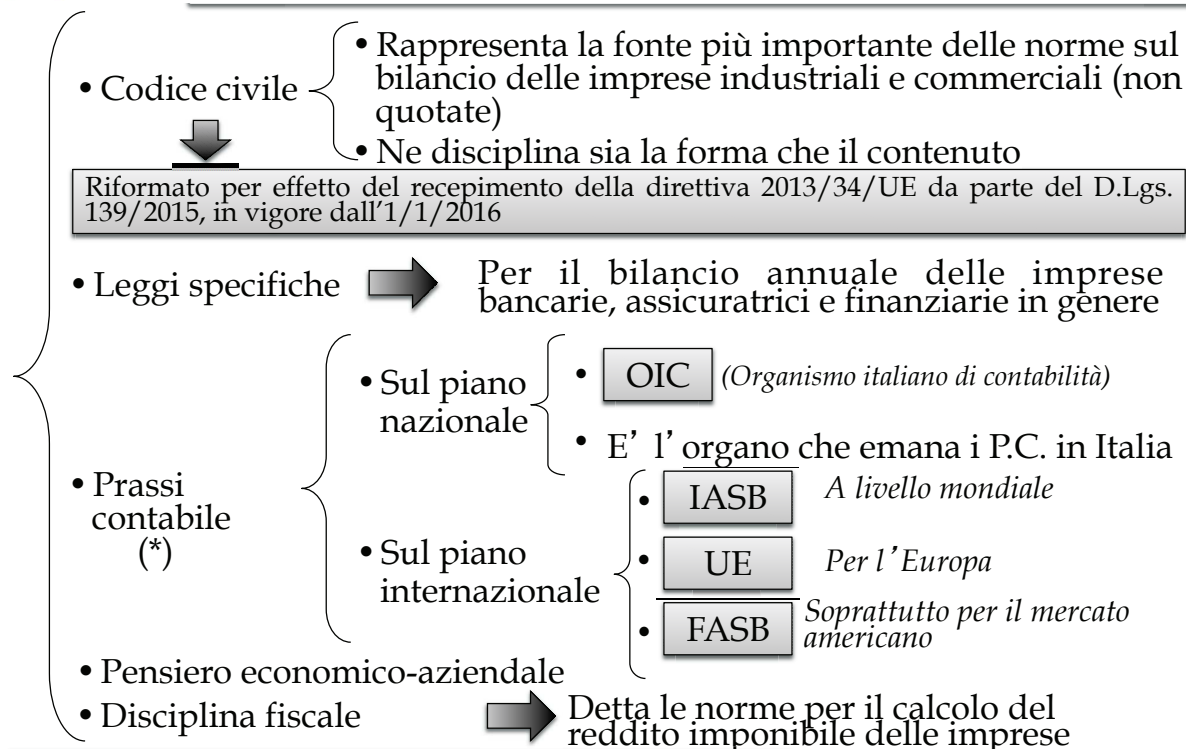 • Codice civile
• Rappresenta la fonte più importante delle norme sul
bilancio delle imprese industriali e commerciali (non
quotate)
• Ne disciplina sia la forma che il contenuto
Riformato per effetto del recepimento della direttiva 2013/34/UE da parte del D.Lgs.
139/2015, in vigore dall'1/1/2016
• Leggi specifiche
Per il bilancio annuale delle imprese
bancarie, assicuratrici e finanziarie in genere
• Prassi
contabile
(*)
• Sul piano
nazionale
• OIC (Organismo italiano di contabilità)
• E’ l’organo che emana i P.C. in Italia
• Sul piano
internazionale
• IASB A livello mondiale
• UE Per l’Europa
• FASB Soprattutto per il mercato
americano
• Pensiero economico-aziendale
• Disciplina fiscale
Detta le norme per il calcolo del
reddito imponibile delle imprese